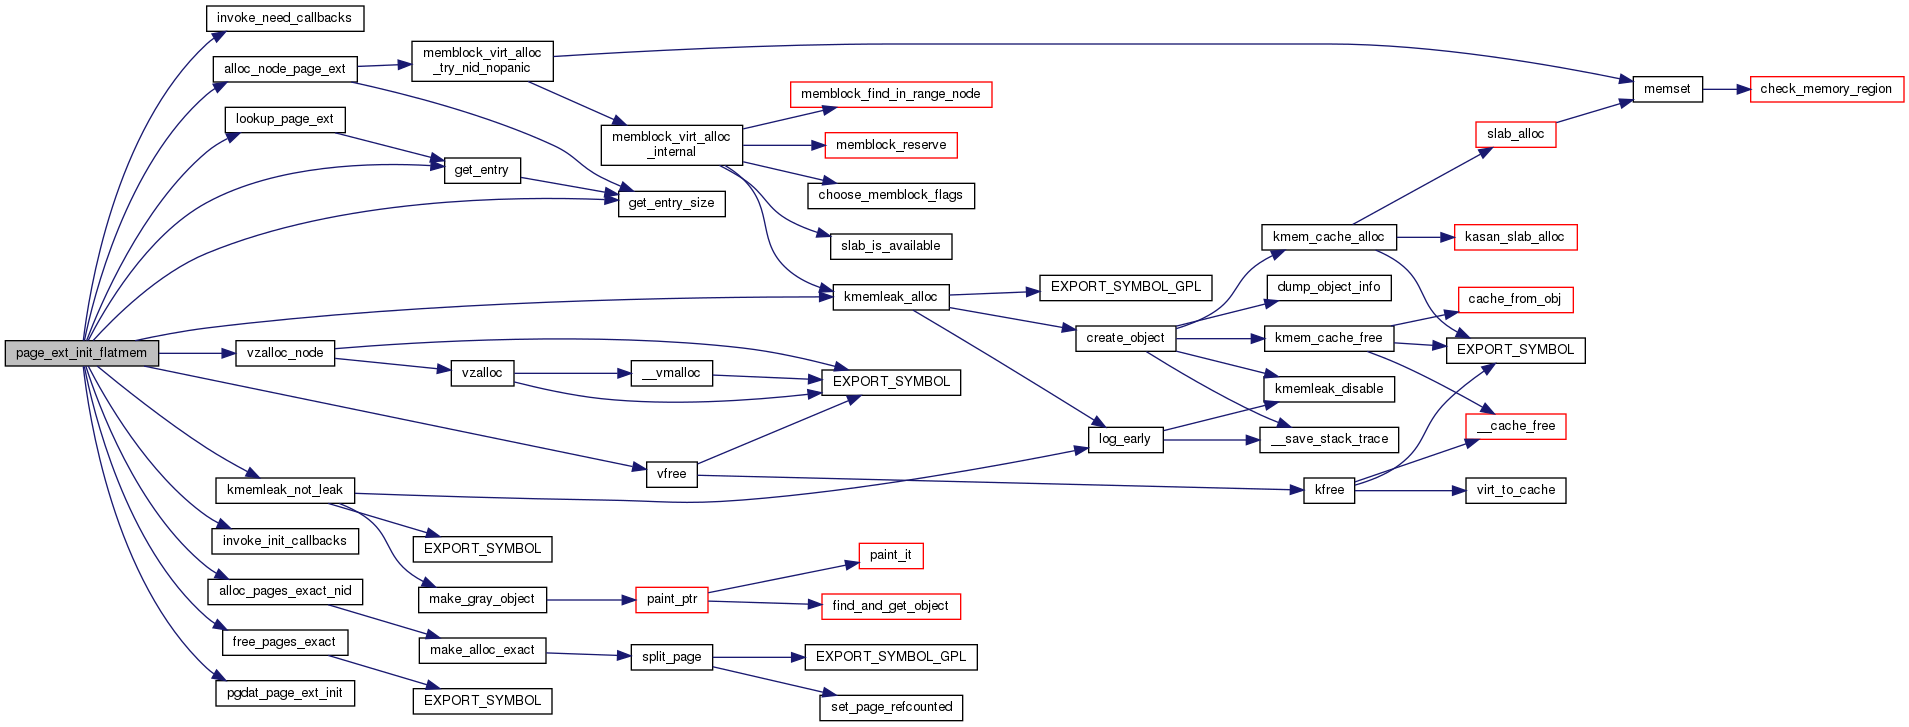 invoke_need_callbacks
alloc_node_page_ext
memblock_virt_alloc
_try_nid_nopanic
memset
check_memory_region
memblock_find_in_range_node
lookup_page_ext
memblock_virt_alloc
_internal
memblock_reserve
slab_alloc
get_entry
choose_memblock_flags
get_entry_size
slab_is_available
kmem_cache_alloc
kasan_slab_alloc
kmemleak_alloc
EXPORT_SYMBOL_GPL
dump_object_info
cache_from_obj
create_object
kmem_cache_free
EXPORT_SYMBOL
page_ext_init_flatmem
vzalloc_node
vzalloc
__vmalloc
EXPORT_SYMBOL
kmemleak_disable
log_early
__save_stack_trace
__cache_free
vfree
kmemleak_not_leak
kfree
virt_to_cache
invoke_init_callbacks
EXPORT_SYMBOL
paint_it
alloc_pages_exact_nid
make_gray_object
paint_ptr
find_and_get_object
free_pages_exact
make_alloc_exact
split_page
EXPORT_SYMBOL_GPL
pgdat_page_ext_init
EXPORT_SYMBOL
set_page_refcounted